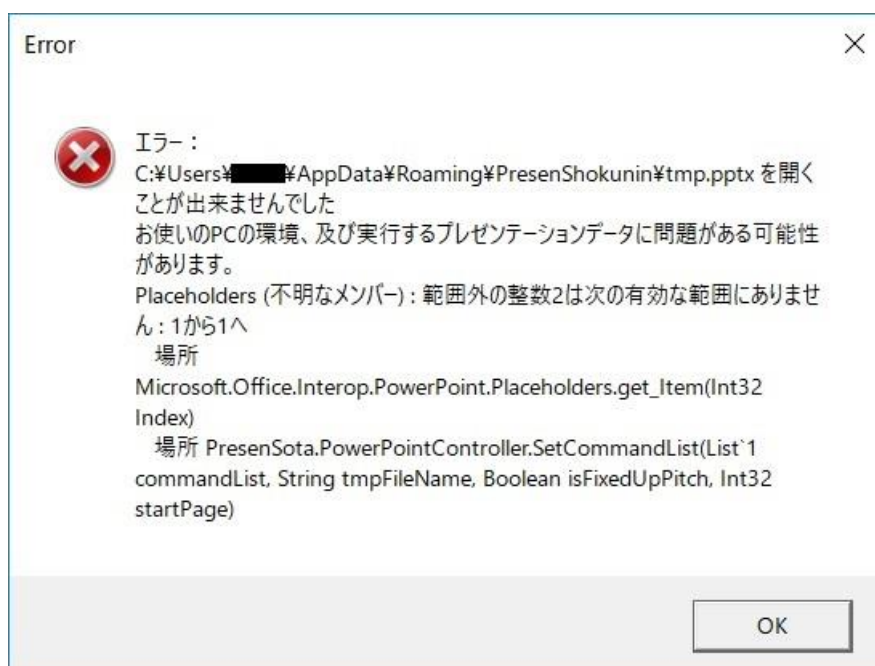 Error
エラー：
C:¥Users¥¥AppData¥Roaming¥PresenShokunin¥tmp.pptx を開く
ことが出来ませんでした
お使いのPCの環境、及び実行するプレゼンテーションデータに問題がある可能性
があります。
Placeholders (不明なメンバー) : 範囲外の整数2は次の有効な範囲にありませ
ん : 1から1へ
場所
Microsoft.Office.Interop.PowerPoint.Placeholders.get_Item(Int32
Index)
場所 PresenSota.PowerPointController.SetCommandList(List`1
commandList, String tmpFileName, Boolean isFixedUpPitch, Int32
startPage)
OK